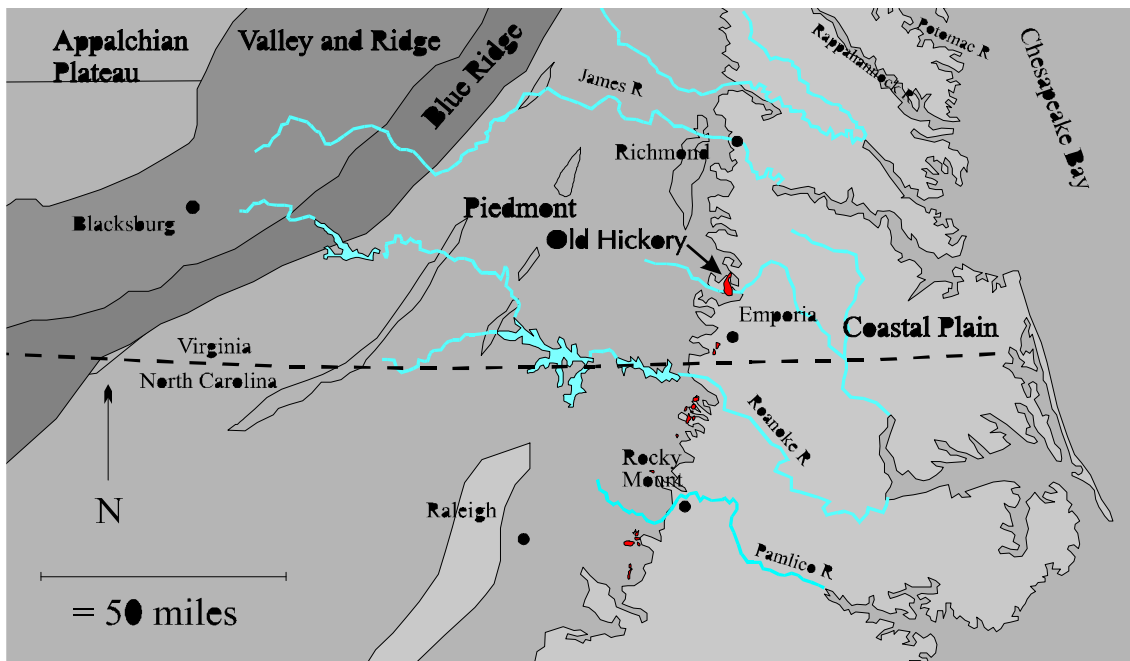 Appalchian
Plateau
Valley and Ridge
Blue Ridge
James R
Rappahannock R
Potomac R
Chesapeake Bay
Richmond
Blacksburg
Piedmont
Old Hickory
Emporia
Coastal Plain
Virginia
North Carolina
Roanoke R
Rocky
Mount
N
Raleigh
Pamlico R
= 50 miles